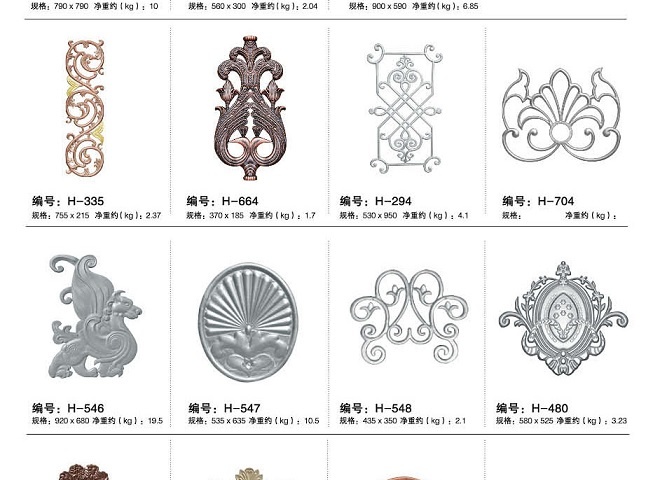 规格：790 x 790 净重约（kg）：10
规格：560 x 300 净重约（kg）：2.04
规格：900 x 590 净重约（kg）：6.85
编号：H-335
规格：755 x 215 净重约（kg）：2.37
编号：H-664
规格：370 x 185 净重约（kg）：1.7
编号：H-294
规格：530 x 950 净重约（kg）：4.1
编号：H-704
规格： 净重约（kg）：
编号：H-546
规格：920 x 680 净重约（kg）：19.5
编号：H-547
规格：535 x 635 净重约（kg）：10.5
编号：H-548
规格：435 x 350 净重约（kg）：2.1
编号：H-480
规格：580 x 525 净重约（kg）：3.23